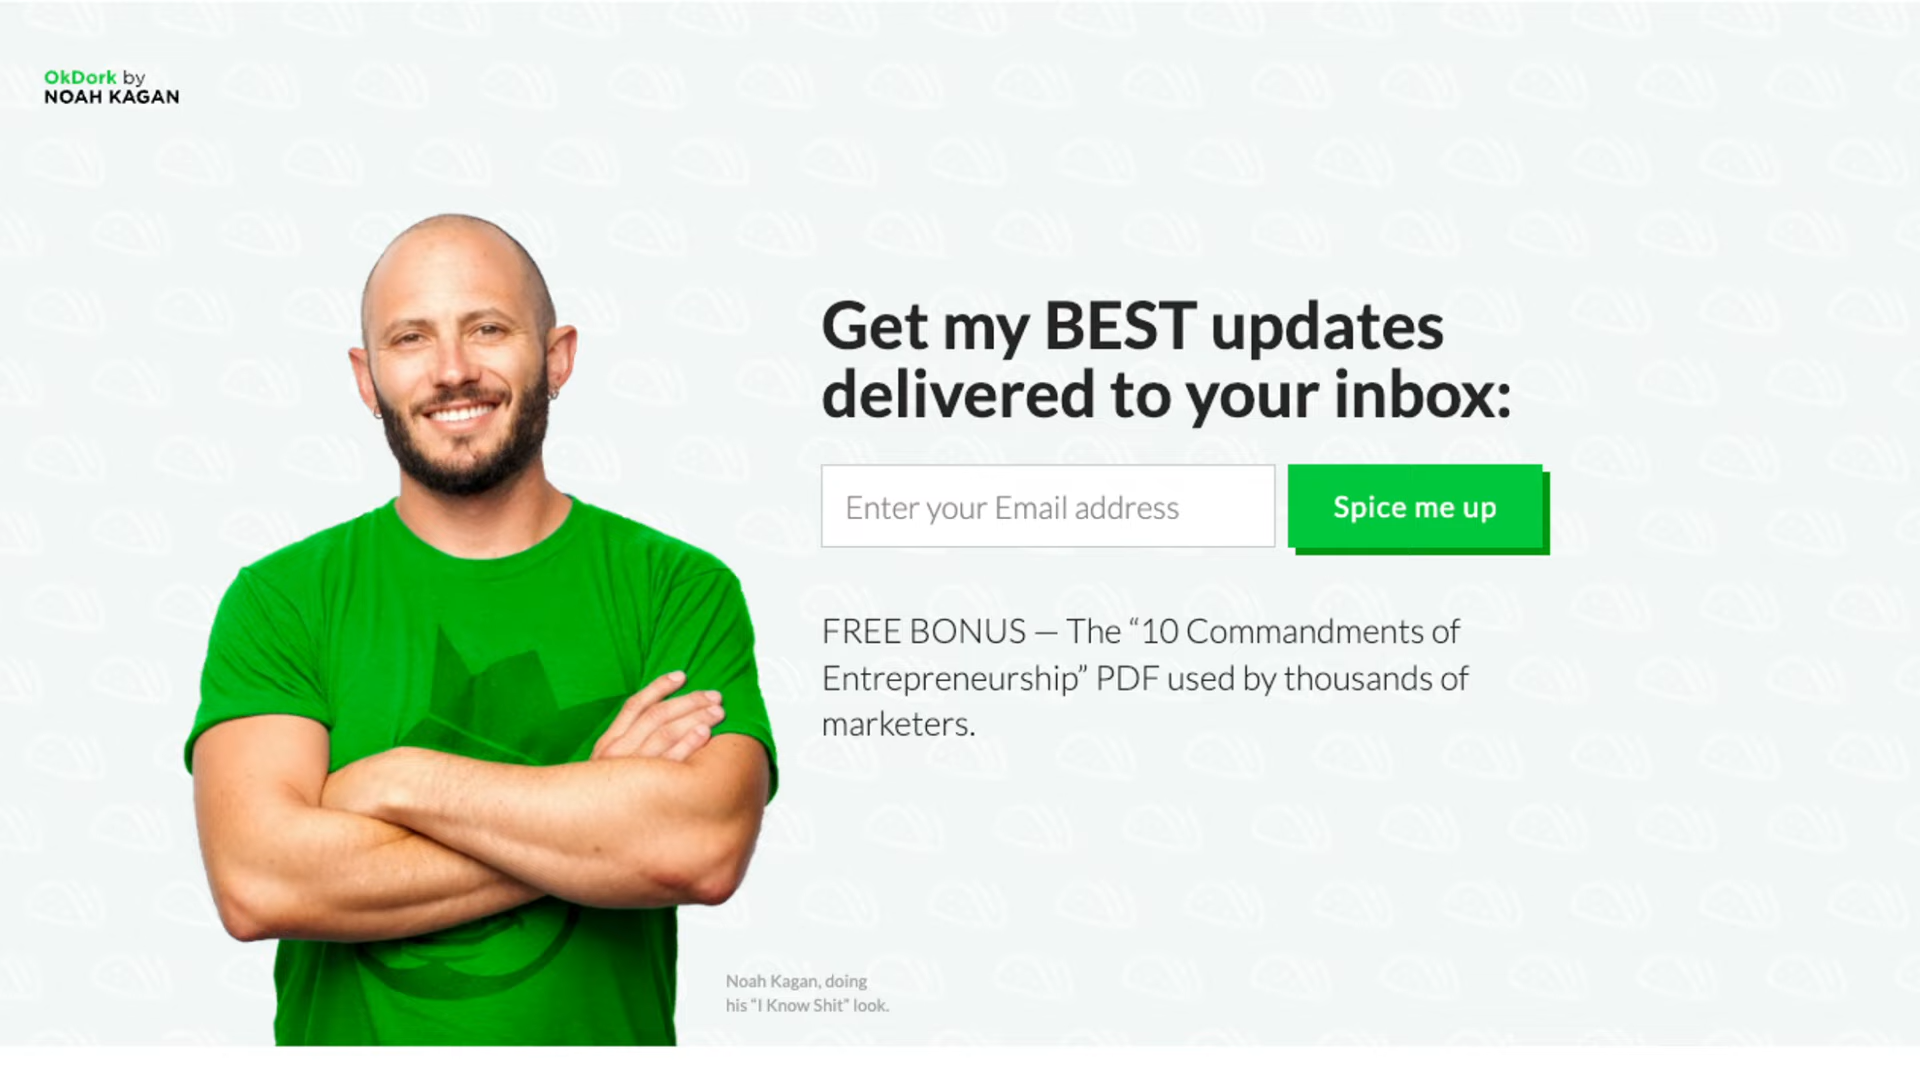 OkDork by
NOAH KAGAN
Get my BEST updates
delivered to your inbox:
Enter your Email address
Spice me up
FREE BONUS — The “10 Commandments of
Entrepreneurship” PDF used by thousands of
marketers.
Noah Kagan, doing
his “I Know Shit” look.